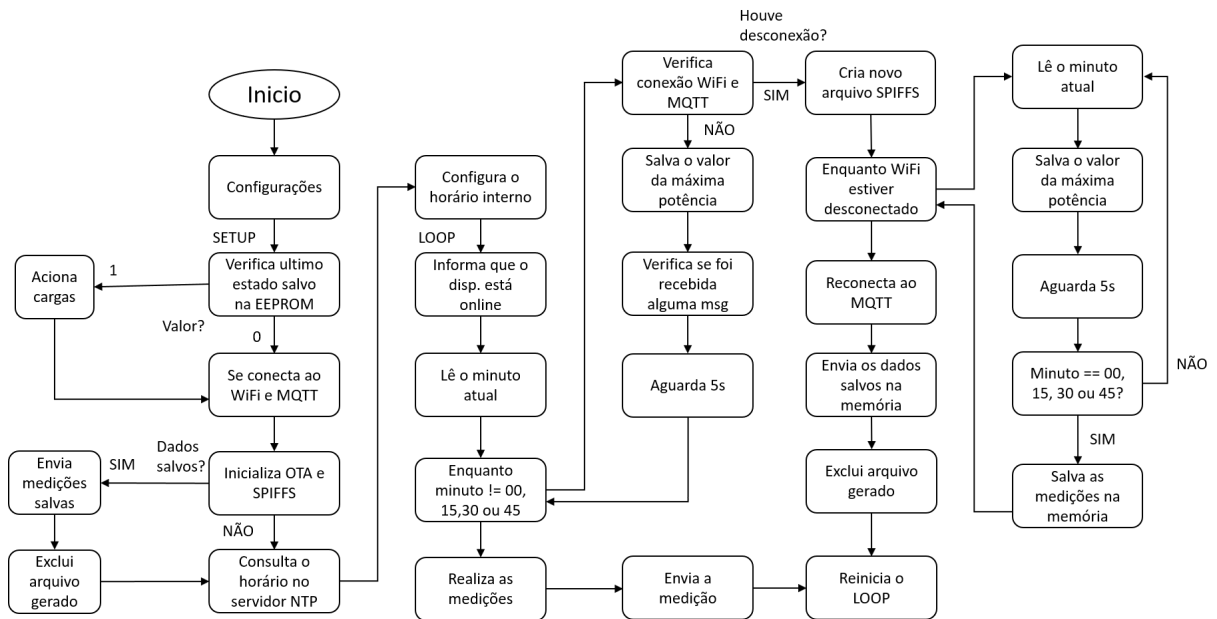 Inicio
Configurações
SETUP
Verifica ultimo
estado salvo
na EEPROM
1
Aciona
cargas
Valor?
0
Se conecta ao
WiFi e MQTT
Dados
salvos?
SIM
Inicializa OTA e
SPIFFS
Envia
medições
salvas
NÃO
Exclui
arquivo
gerado
Consulta o
horário no
servidor NTP
Configura o
horário interno
LOOP
Informa que o
disp. está
online
Lê o minuto
atual
Enquanto
minuto != 00,
15,30 ou 45
Realiza as
medições
Envia a
medição
Houve
desconexão?
Verifica
conexão WiFi e
MQTT
SIM
NÃO
Salva o valor
da máxima
potência
Verifica se foi
recebida
alguma msg
Aguarda 5s
Cria novo
arquivo SPIFFS
Enquanto WiFi
estiver
desconectado
Reconecta ao
MQTT
Envia os dados
salvos na
memória
Exclui arquivo
gerado
Reinicia o
LOOP
Lê o minuto
atual
Salva o valor
da máxima
potência
Aguarda 5s
Minuto == 00,
15, 30 ou 45?
NÃO
SIM
Salva as
medições na
memória